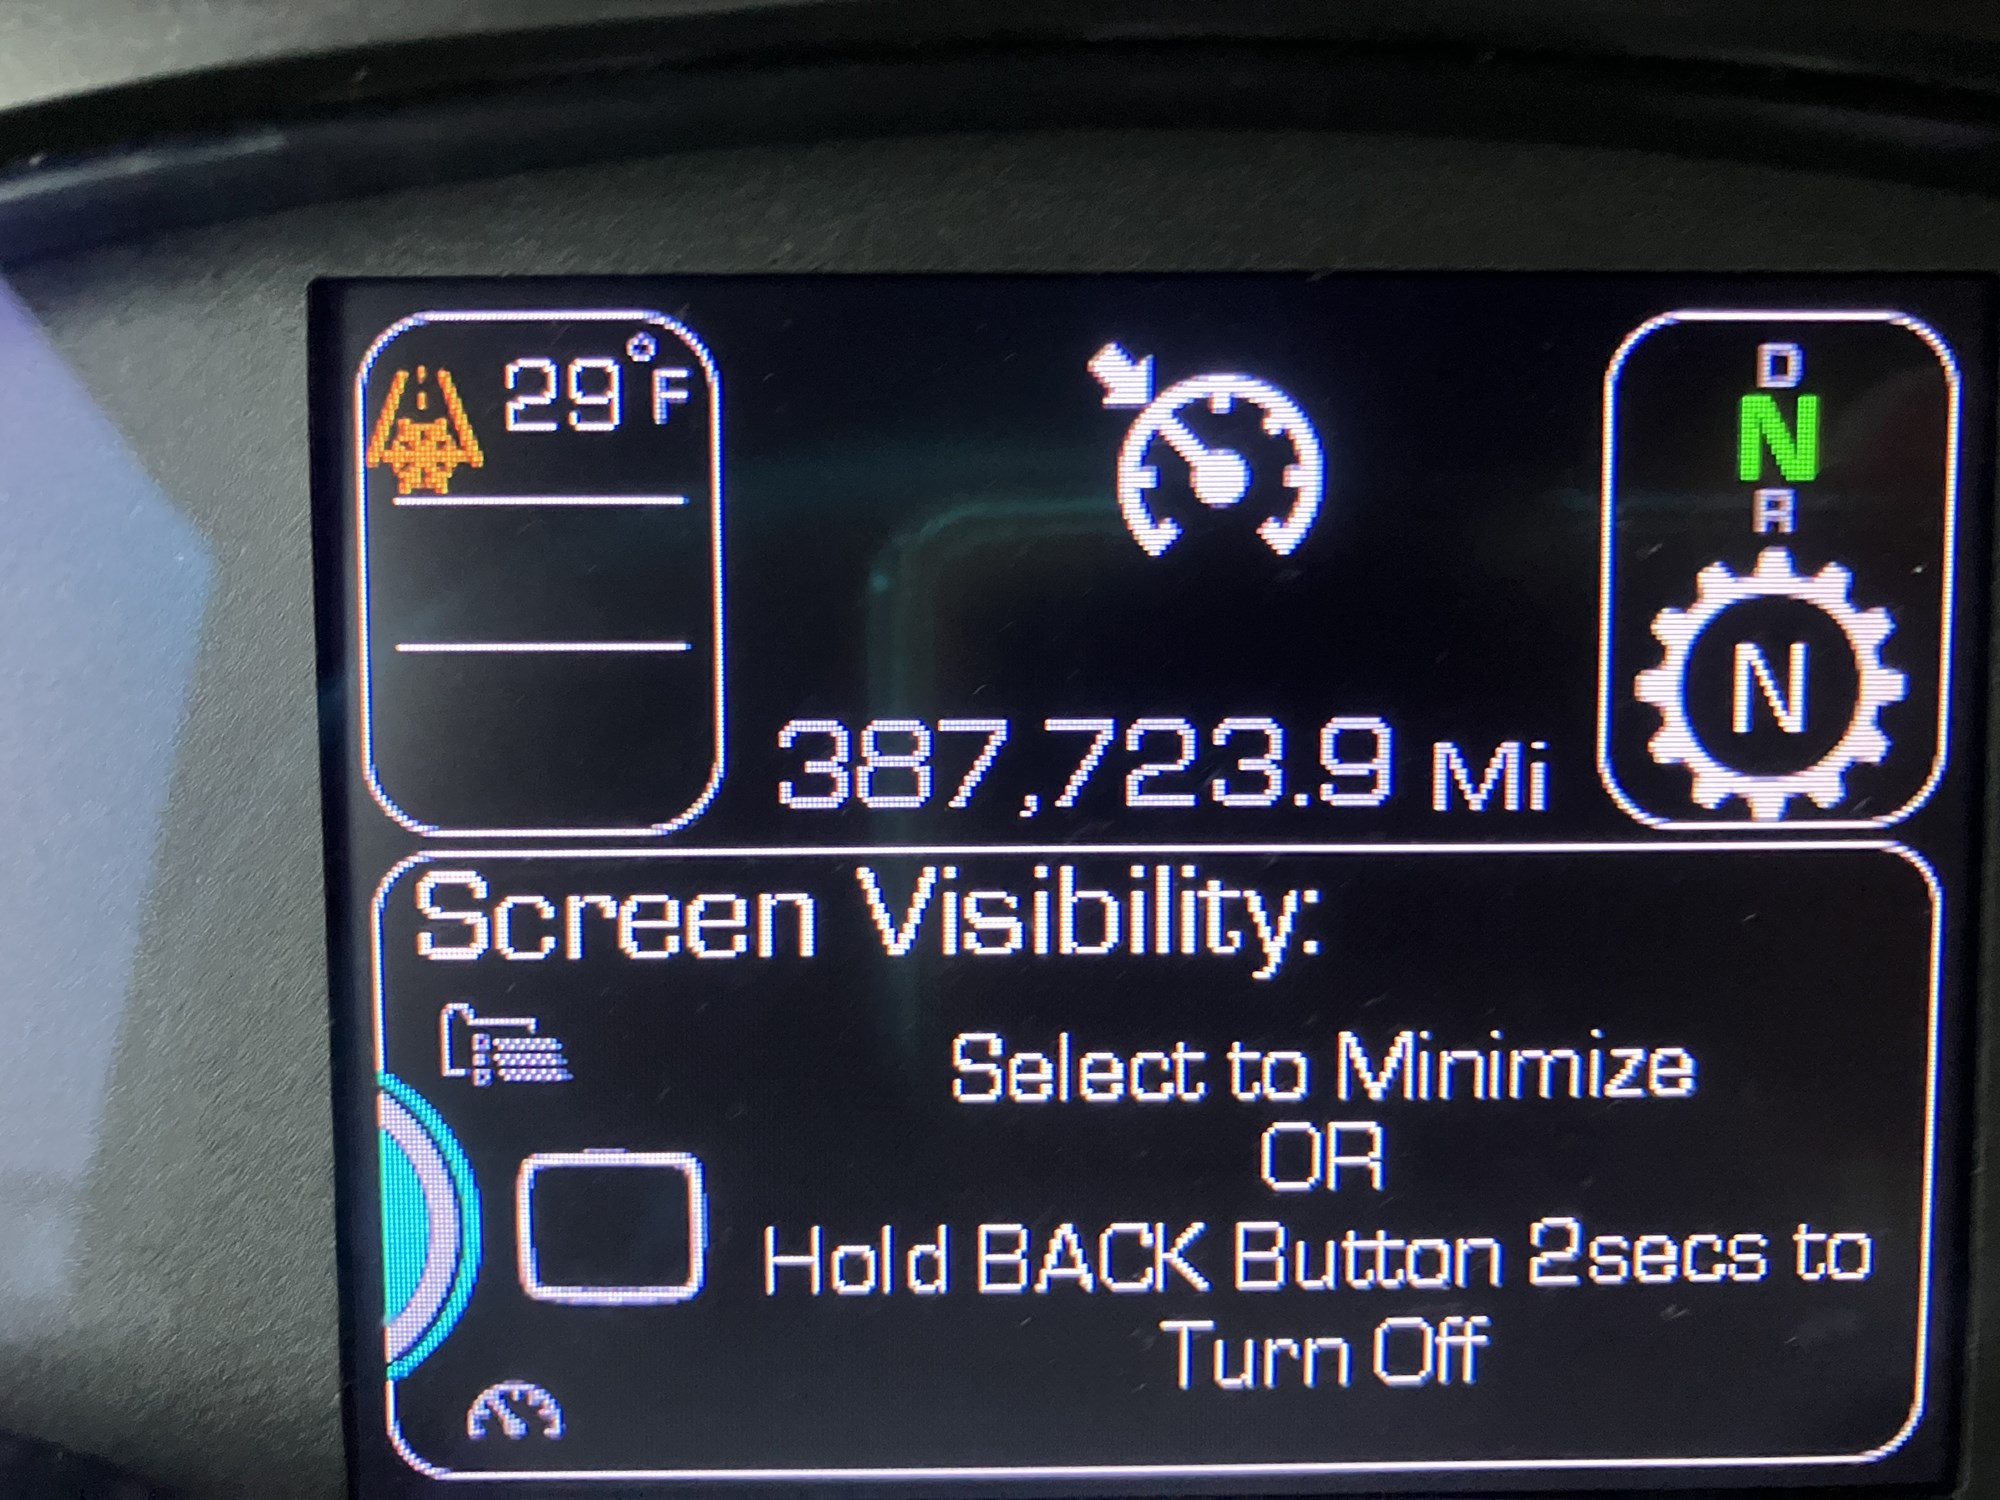 29°F
D
N
R
N
387,723.9 Mi
Screen Visibility:
Select to Minimize
OR
Hold BACK Button 2secs to
Turn Off